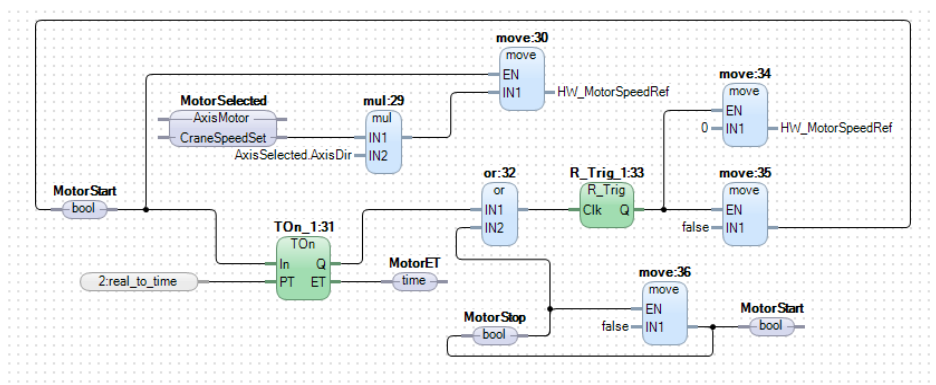 move:30
move
EN
IN1
HW_MotorSpeedRef
move:34
move
EN
0
IN1
HW_MotorSpeedRef
MotorSelected
AxisMotor
CraneSpeedSet
mul:29
mul
IN1
AxisSelected.AxisDir
IN2
or:32
or
IN1
IN2
R_Trig_1:33
R_Trig
Clk Q
move:35
move
EN
false
IN1
MotorStart
bool
TOn_1:31
TOn
In Q
2:real_to_time
PT ET
MotorET
time
move:36
move
EN
false
IN1
MotorStop
bool
MotorStart
bool